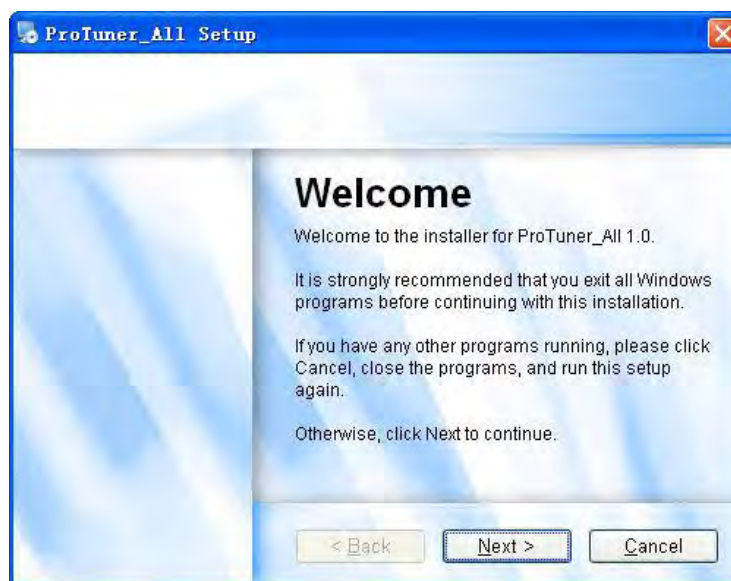 ProTuner_All Setup
Welcome
Welcome to the installer for ProTuner_All 1.0.
It is strongly recommended that you exit all Windows
programs before continuing with this installation.
If you have any other programs running, please click
Cancel, close the programs, and run this setup
again.
Otherwise, click Next to continue.
< Back
Next >
Cancel